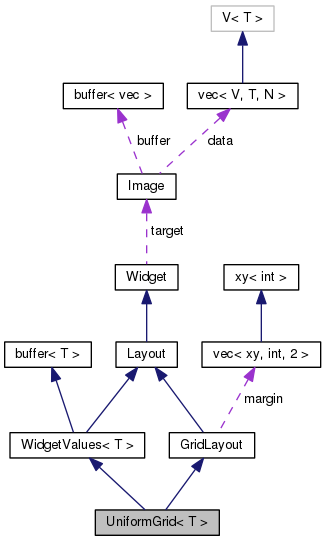 V< T >
buffer< vec >
vec< V, T, N >
buffer
data
Image
target
Widget
xy< int >
buffer< T >
Layout
vec< xy, int, 2 >
margin
WidgetValues< T >
GridLayout
UniformGrid< T >